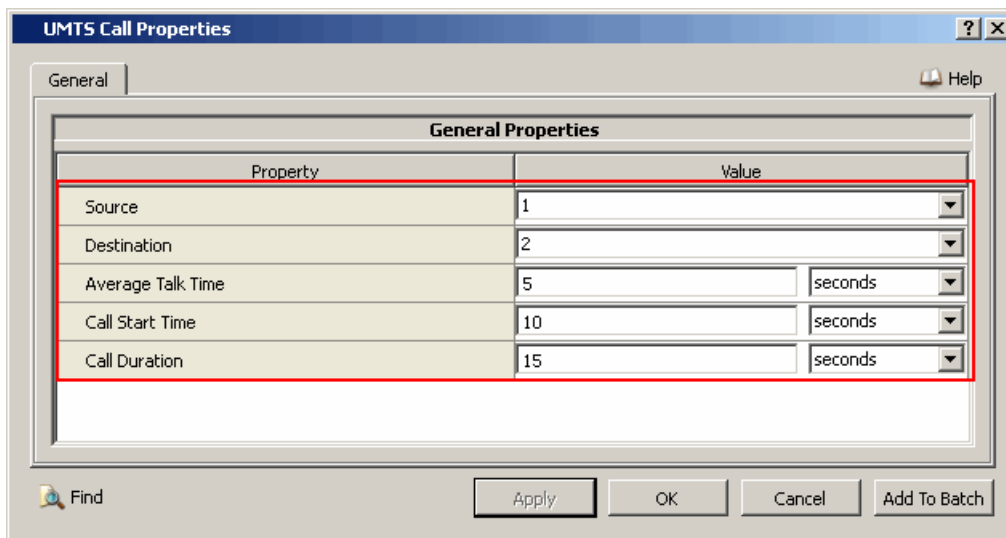 UMTS Call Properties
General
Help
General Properties
Property Value
Source 1
Destination 2
Average Talk Time 5 seconds
Call Start Time 10 seconds
Call Duration 15 seconds
Find Apply OK Cancel Add To Batch